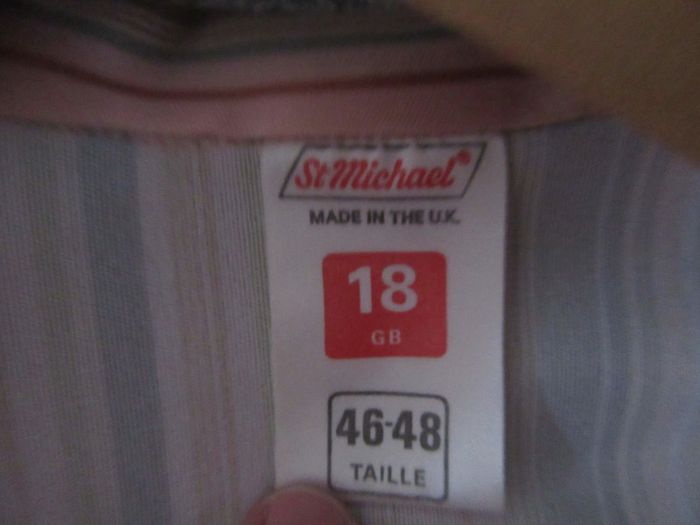 St Michael®
MADE IN THE U.K.
18
GB
46-48
TAILLE